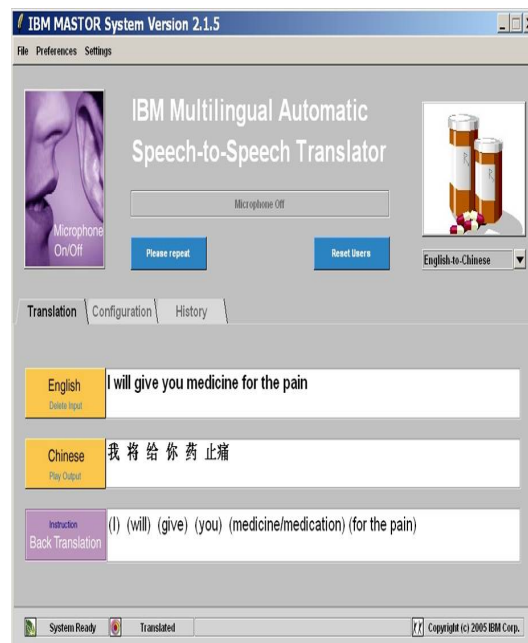 IBM MASTOR System Version 2.1.5
File Preferences Settings
IBM Multilingual Automatic
Speech-to-Speech Translator
Microphone
On/Off
Microphone Off
Please repeat
Reset Users
English-to-Chinese
Translation Configuration History
English
Delete Input
I will give you medicine for the pain
Chinese
Play Output
我 将 给 你 药 止痛
Instruction
Back Translation
(I) (will) (give) (you) (medicine/medication) (for the pain)
System Ready Translated Copyright (c) 2005 IBM Corp.